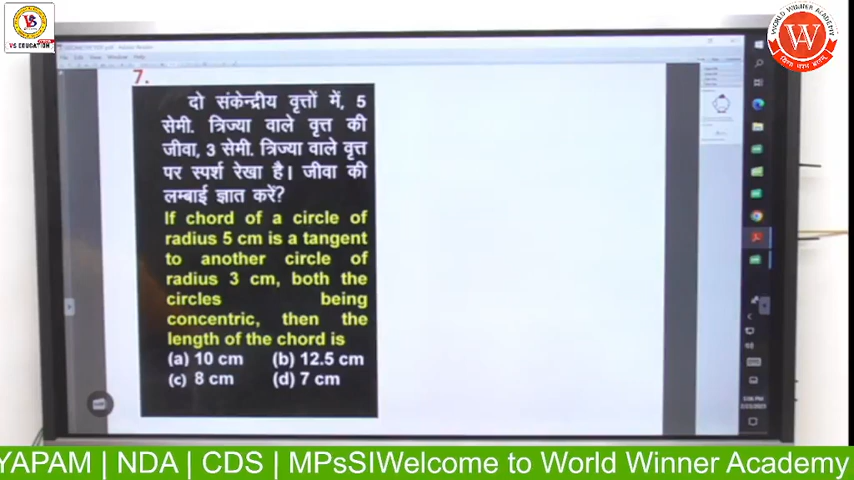 VS
VS EDUCATION
WORLD WINNER ACADEMY
W
7.
दो संकेन्द्रीय वृत्तों में, 5
सेमी. त्रिज्या वाले वृत्त की
जीवा, 3 सेमी. त्रिज्या वाले वृत्त
पर स्पर्श रेखा है। जीवा की
लम्बाई ज्ञात करें?
If chord of a circle of
radius 5 cm is a tangent
to another circle of
radius 3 cm, both the
circles being
concentric, then the
length of the chord is
(a) 10 cm (b) 12.5 cm
(c) 8 cm (d) 7 cm
YAPAM | NDA | CDS | MPsSIWelcome to World Winner Academy